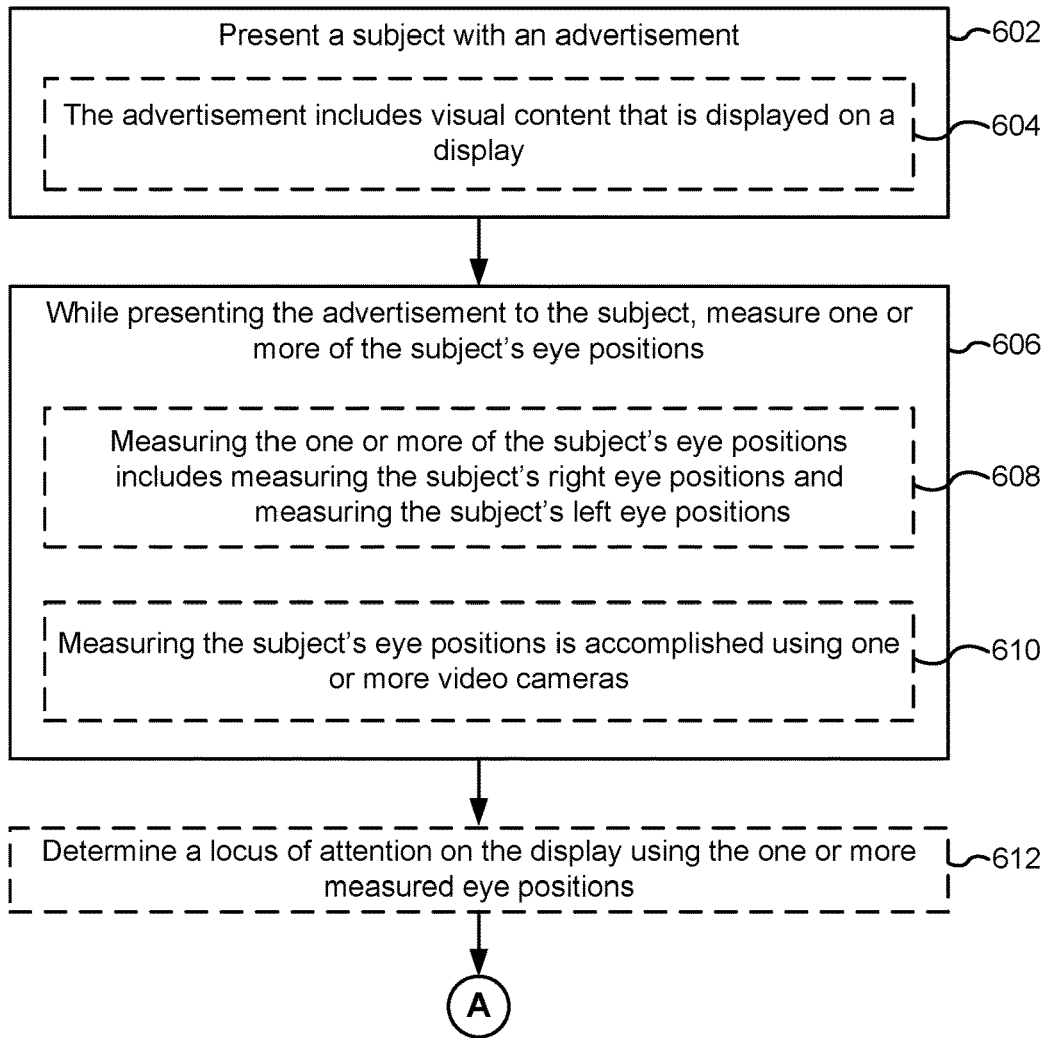 Present a subject with an advertisement
602
The advertisement includes visual content that is displayed on a
display
604
While presenting the advertisement to the subject, measure one or
more of the subject's eye positions
606
Measuring the one or more of the subject's eye positions
includes measuring the subject's right eye positions and
measuring the subject's left eye positions
608
Measuring the subject's eye positions is accomplished using one
or more video cameras
610
Determine a locus of attention on the display using the one or more
measured eye positions
612
A